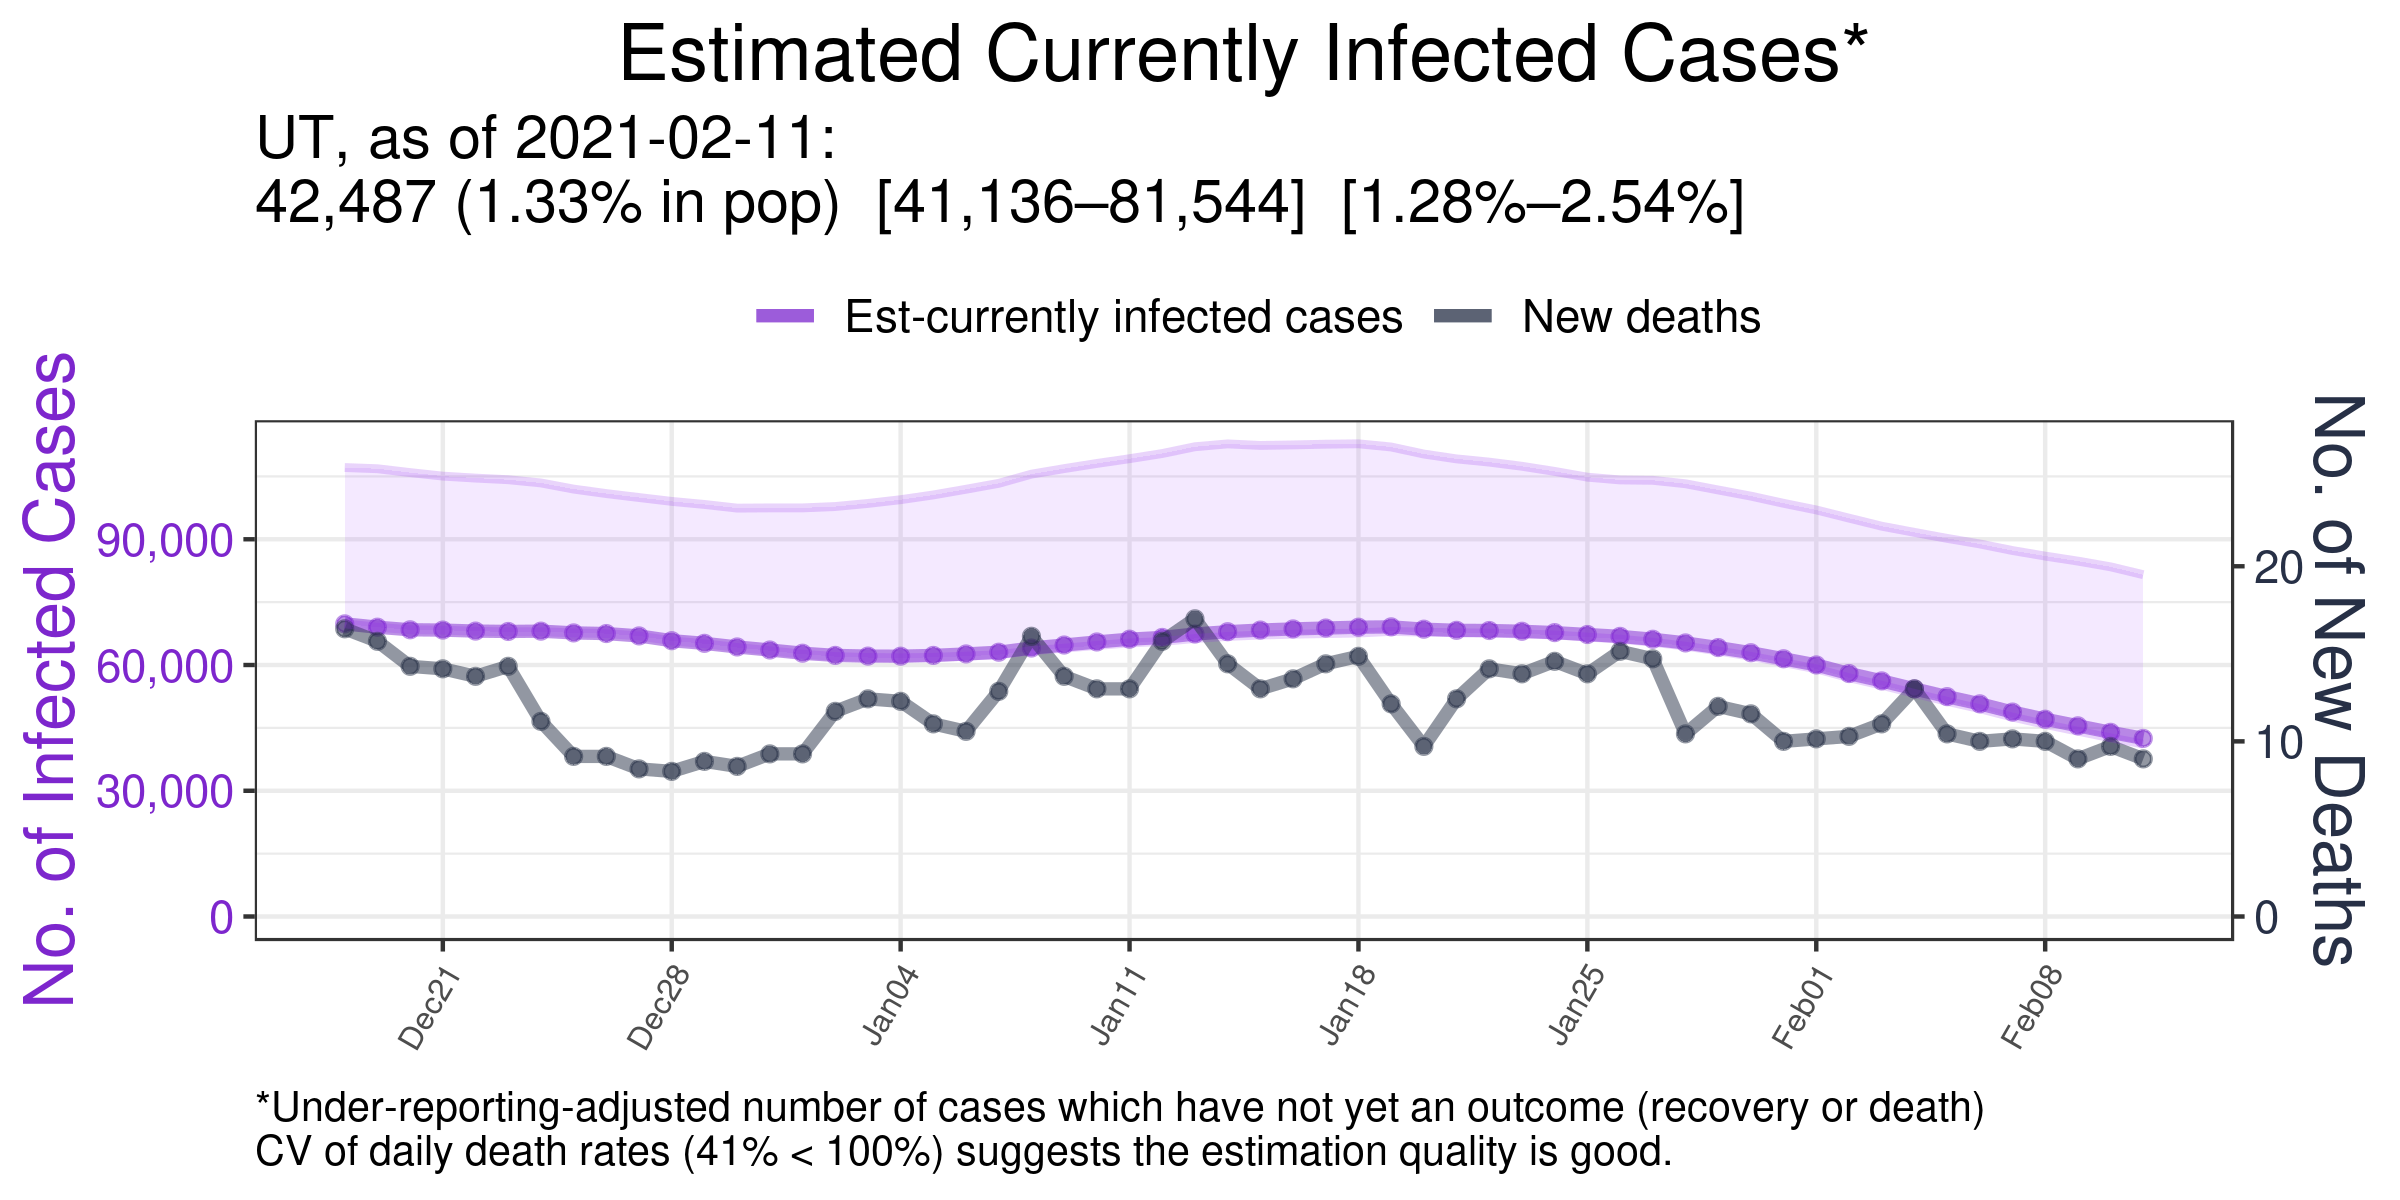 Estimated Currently Infected Cases*
UT, as of 2021-02-11:
42,487 (1.33% in pop)  [41,136–81,544]  [1.28%–2.54%]
Est-currently infected cases
New deaths
No. of Infected Cases
90,000
60,000
30,000
0
No. of New Deaths
20
10
0
Dec21
Dec28
Jan04
Jan11
Jan18
Jan25
Feb01
Feb08
*Under-reporting-adjusted number of cases which have not yet an outcome (recovery or death)
CV of daily death rates (41% < 100%) suggests the estimation quality is good.